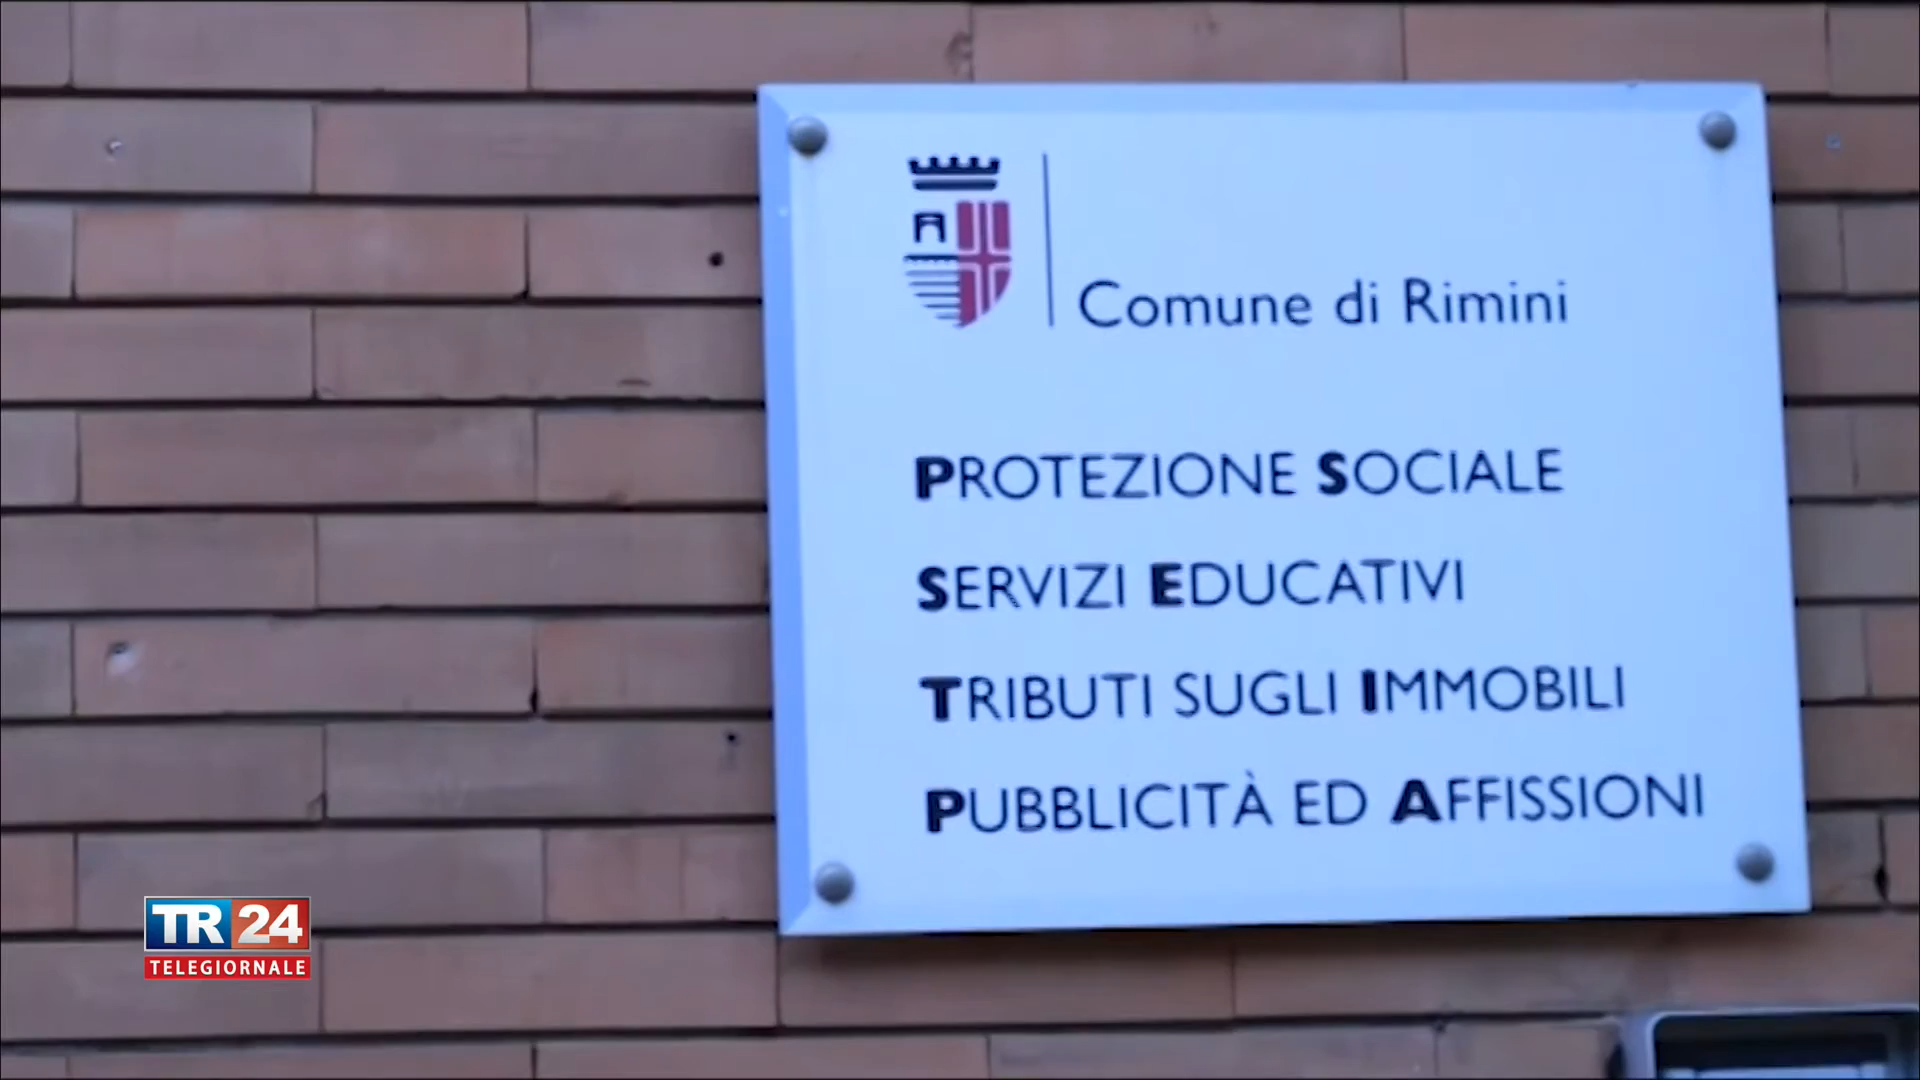 Comune di Rimini
PROTEZIONE SOCIALE
SERVIZI EDUCATIVI
TRIBUTI SUGLI IMMOBILI
PUBBLICITÀ ED AFFISSIONI
TR24
TELEGIORNALE